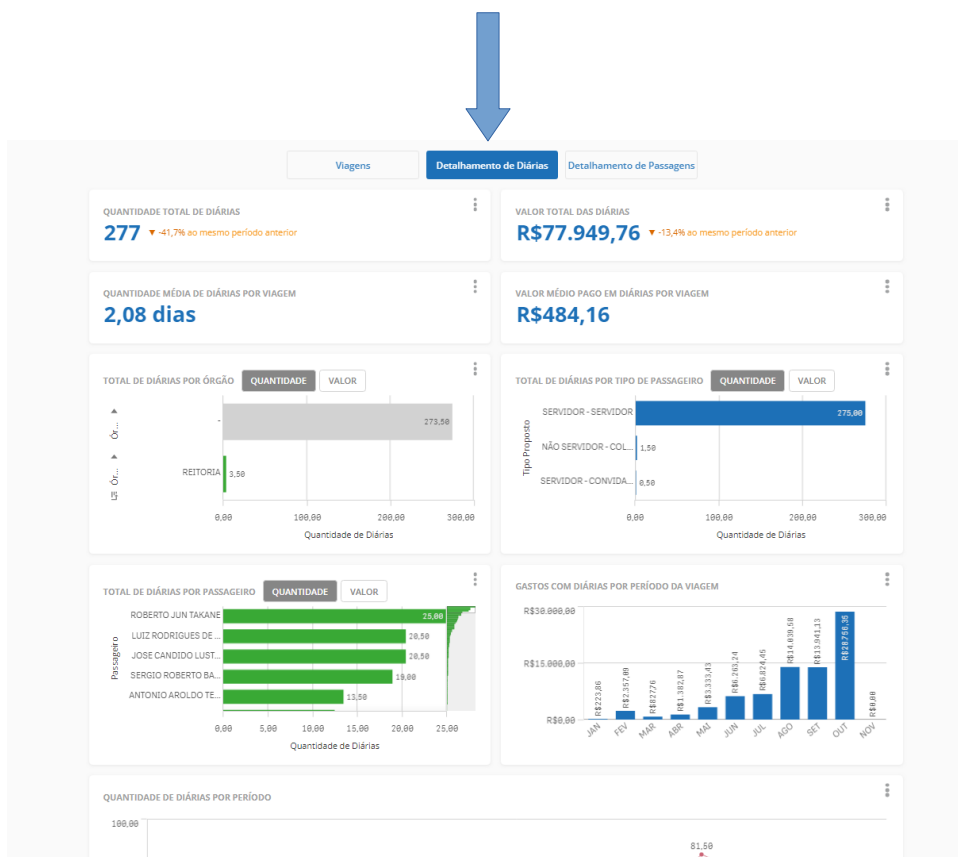 Viagens
Detalhamento de Diárias
Detalhamento de Passagens
QUANTIDADE TOTAL DE DIÁRIAS
277 ▼ -41,7% ao mesmo período anterior
VALOR TOTAL DAS DIÁRIAS
R$77.949,76 ▼ -13,4% ao mesmo período anterior
QUANTIDADE MÉDIA DE DIÁRIAS POR VIAGEM
2,08 dias
VALOR MÉDIO PAGO EM DIÁRIAS POR VIAGEM
R$484,16
TOTAL DE DIÁRIAS POR ÓRGÃO QUANTIDADE VALOR
Ór...
Ór...
- 273,50
REITORIA 3,50
0,00 100,00 200,00 300,00
Quantidade de Diárias
TOTAL DE DIÁRIAS POR TIPO DE PASSAGEIRO QUANTIDADE VALOR
Tipo Proposto
SERVIDOR - SERVIDOR 275,00
NÃO SERVIDOR - COL... 1,50
SERVIDOR - CONVIDA... 0,50
0,00 100,00 200,00 300,00
Quantidade de Diárias
TOTAL DE DIÁRIAS POR PASSAGEIRO QUANTIDADE VALOR
Passageiro
ROBERTO JUN TAKANE 25,00
LUIZ RODRIGUES DE ... 20,50
JOSE CANDIDO LUST... 20,50
SERGIO ROBERTO BA... 19,00
ANTONIO AROLDO TE... 13,50
0,00 5,00 10,00 15,00 20,00 25,00
Quantidade de Diárias
GASTOS COM DIÁRIAS POR PERÍODO DA VIAGEM
R$30.000,00
R$15.000,00
R$0,00
R$223,86
R$2.357,09
R$827,76
R$1.382,87
R$3.333,43
R$6.263,24
R$6.824,45
R$14.039,58
R$13.941,13
R$28.756,35
R$0,00
JAN FEV MAR ABR MAI JUN JUL AGO SET OUT NOV
QUANTIDADE DE DIÁRIAS POR PERÍODO
100,00
81,50